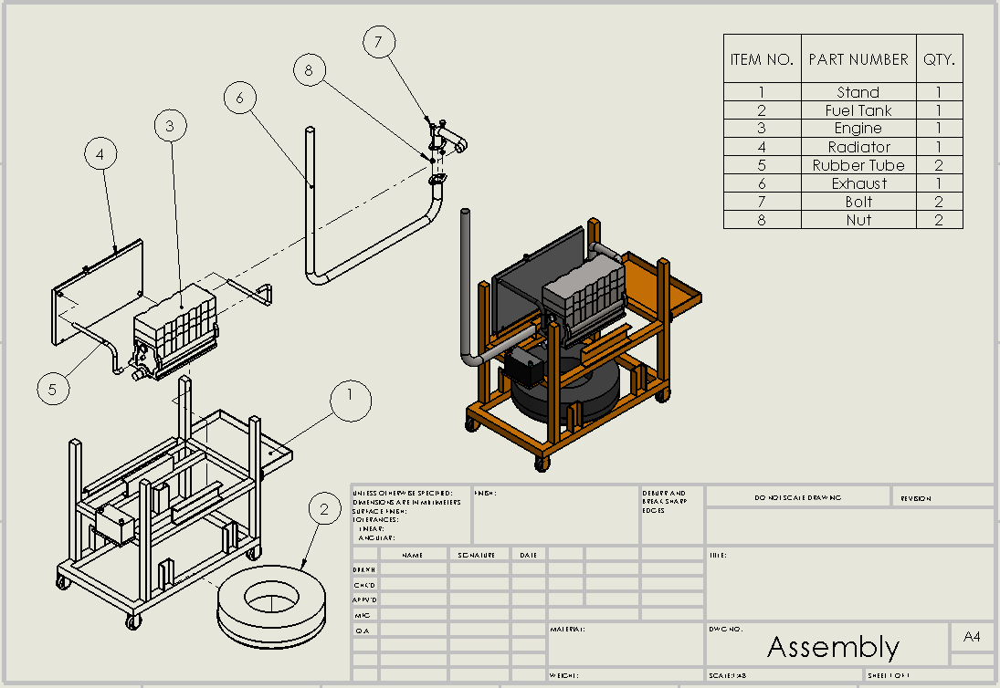 7
8
6
3
4
5
1
2
ITEM NO. PART NUMBER QTY.
1 Stand 1
2 Fuel Tank 1
3 Engine 1
4 Radiator 1
5 Rubber Tube 2
6 Exhaust 1
7 Bolt 2
8 Nut 2
UNLESS OTHERWISE SPECIFIED:
DIMENSIONS ARE IN MILLIMETERS
SURFACE FINISH:
TOLERANCES:
LINEAR:
ANGULAR:
FINISH:
DEBURR AND
BREAK SHARP
EDGES
DO NOT SCALE DRAWING
REVISION
NAME SIGNATURE DATE
DRAWN
CHK'D
APPV'D
MFG
Q.A
MATERIAL:
WEIGHT:
TITLE:
DWG NO.
Assembly
A4
SCALE:1:48
SHEET 1 OF 1